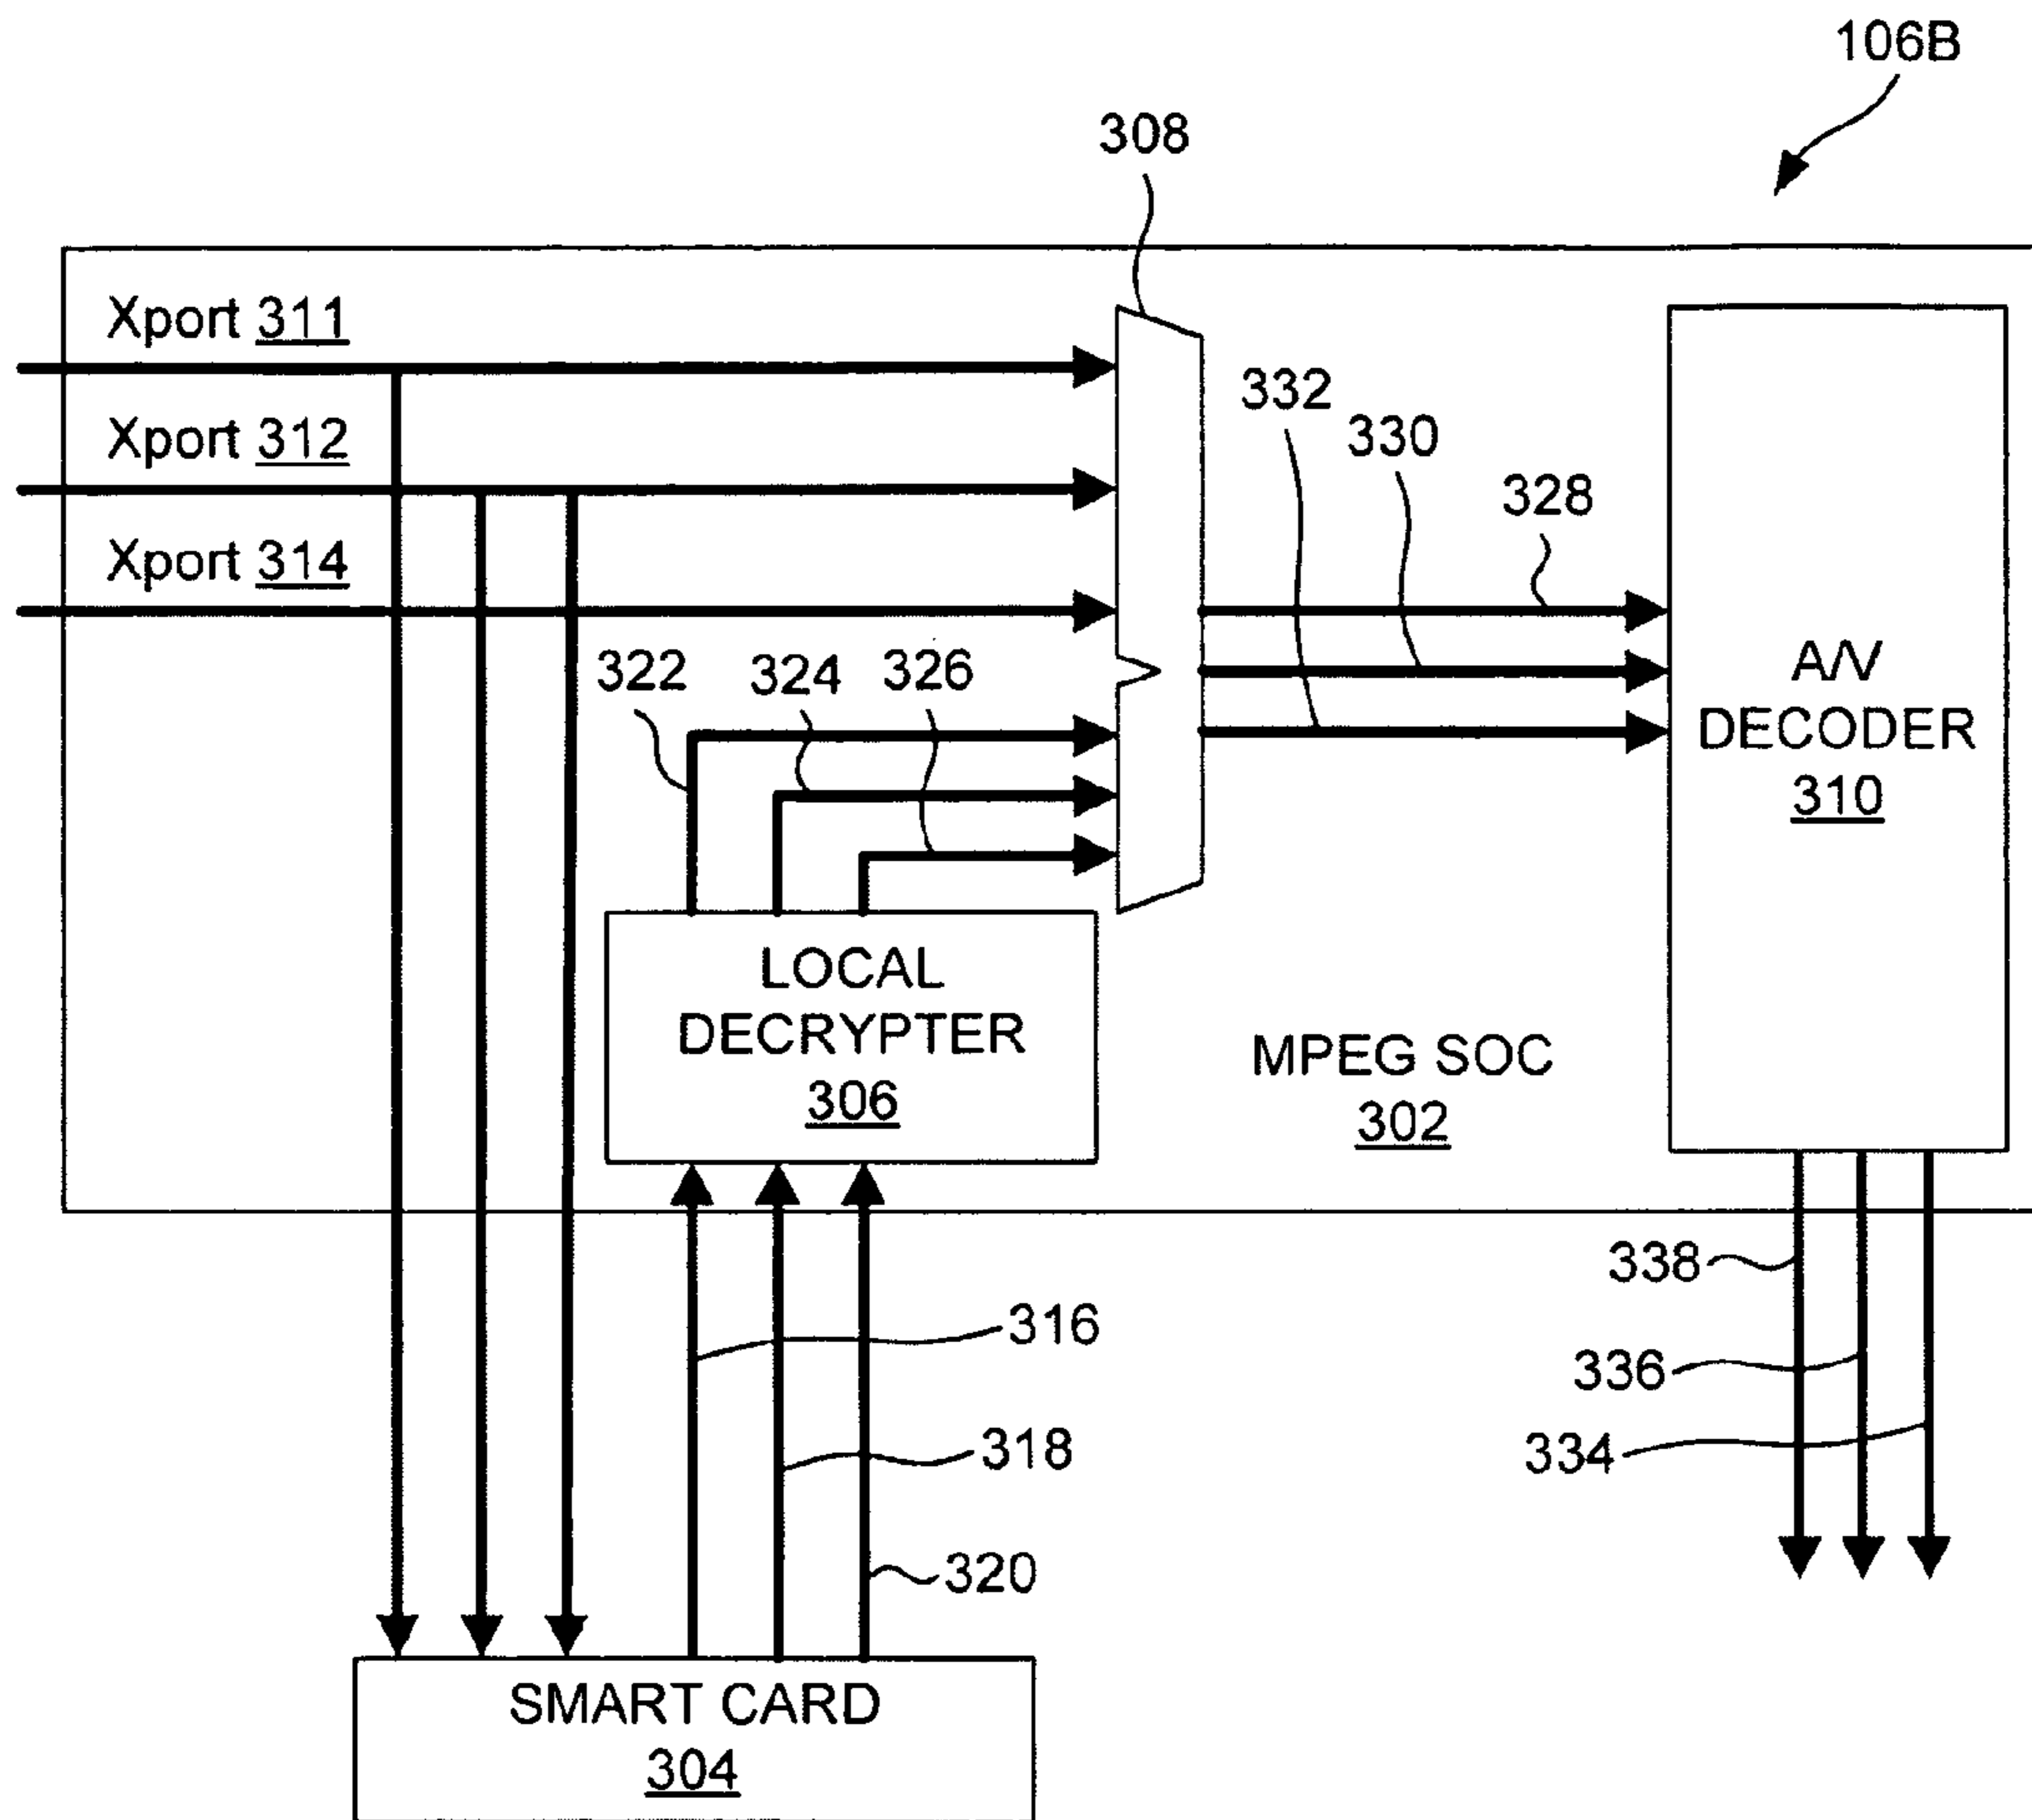 106B
308
Xport 311
Xport 312
Xport 314
332
330
328
322
324
326
A/V
DECODER
310
LOCAL
DECRYPTER
306
MPEG SOC
302
338
336
334
316
318
320
SMART CARD
304